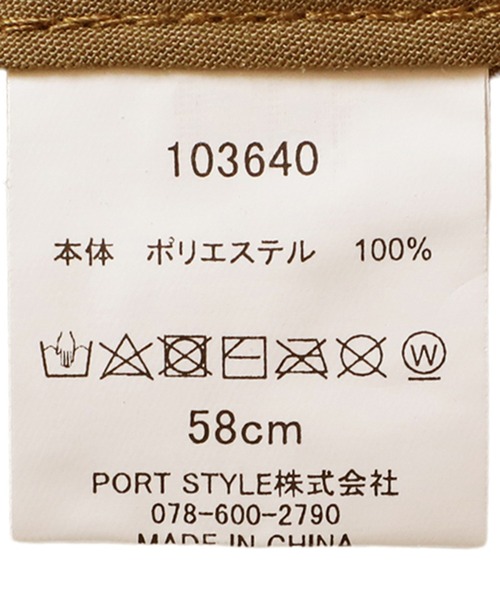 103640
本体 ポリエステル 100%
W
58cm
PORT STYLE株式会社
078-600-2790
MADE IN CHINA